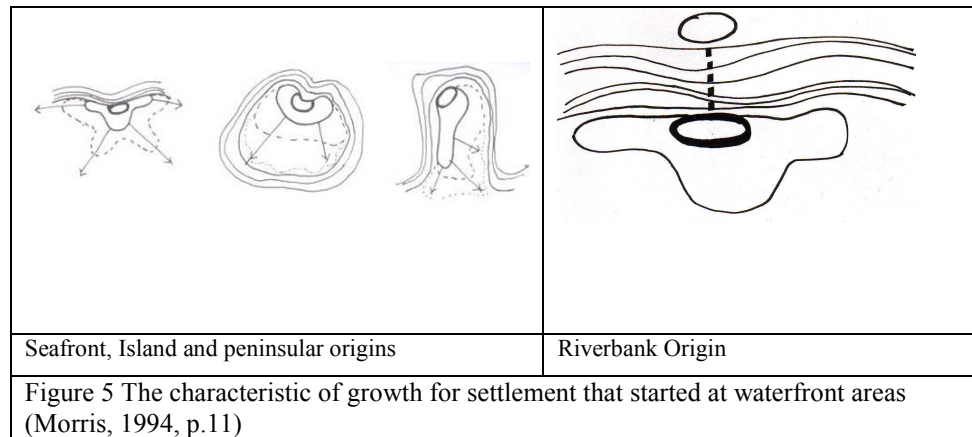 Seafront, Island and peninsular origins
Riverbank Origin
Figure 5 The characteristic of growth for settlement that started at waterfront areas
(Morris, 1994, p.11)